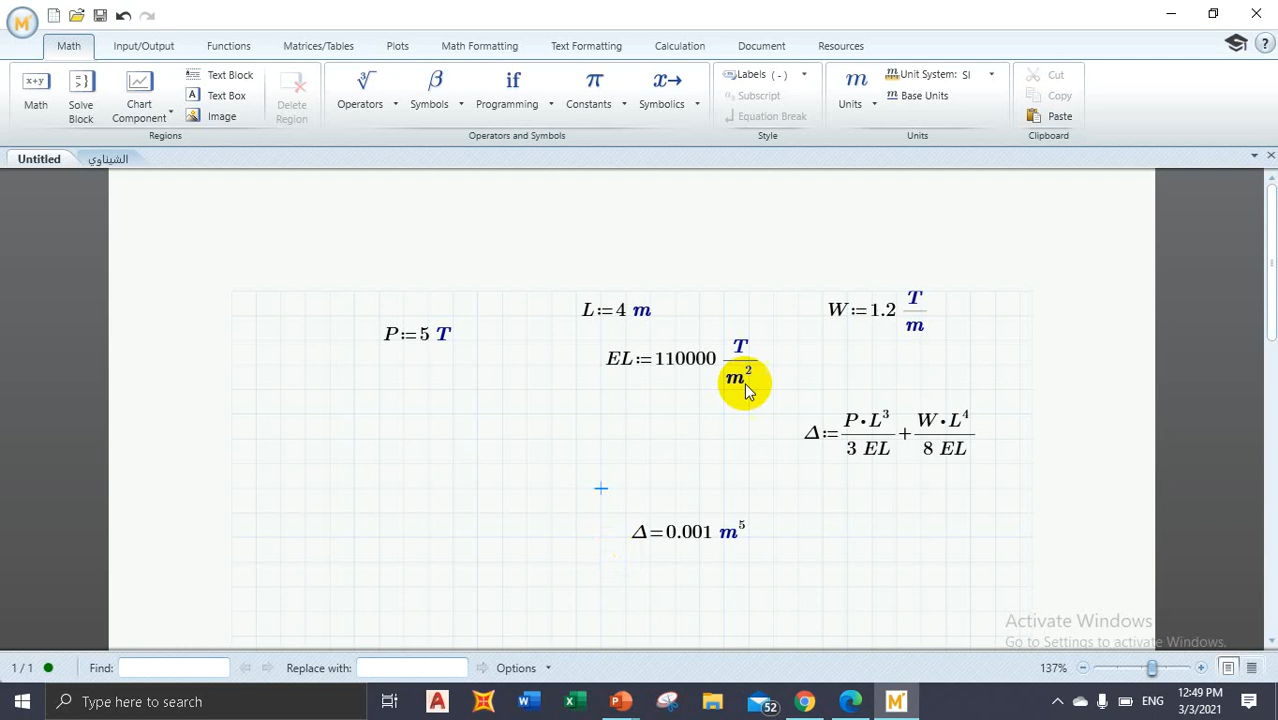 Math Input/Output Functions Matrices/Tables Plots Math Formatting Text Formatting Calculation Document Resources
Math
Solve Block
Chart Component
Text Block
Text Box
Image
Delete Region
Regions
Operators
Symbols
Programming
Constants
Symbolics
Operators and Symbols
Labels ( - )
Subscript
Equation Break
Style
Units
Unit System: SI
Base Units
Units
Cut
Copy
Paste
Clipboard
Untitled الشيناوي
L:=4 m
W:=1.2 T/m
P:=5 T
EL:=110000 T/m²
Δ:=P·L³/3 EL + W·L⁴/8 EL
Δ=0.001 m⁵
Activate Windows
Go to Settings to activate Windows.
1 / 1 Find: Replace with: Options 137%
Type here to search
52
ENG
12:49 PM
3/3/2021